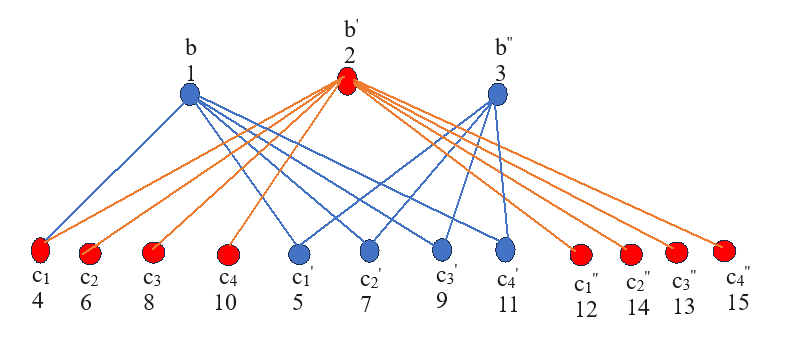 b b' b"
1 2 3
c₁ c₂ c₃ c₄ c₁' c₂' c₃' c₄' c₁" c₂" c₃" c₄"
4 6 8 10 5 7 9 11 12 14 13 15